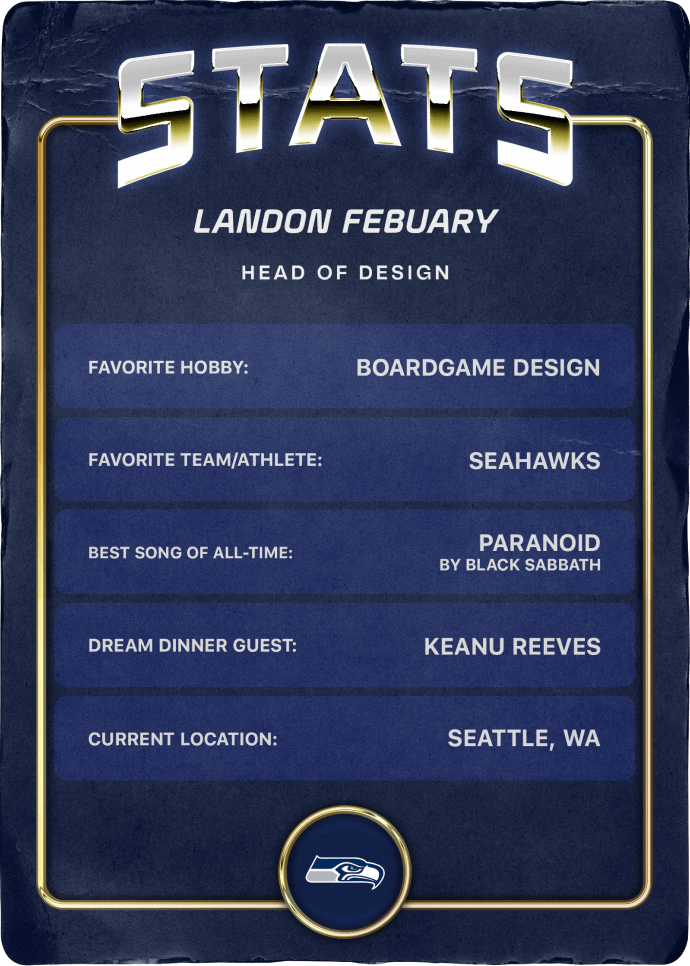 STATS
LANDON FEBUARY
HEAD OF DESIGN
FAVORITE HOBBY: BOARDGAME DESIGN
FAVORITE TEAM/ATHLETE: SEAHAWKS
BEST SONG OF ALL-TIME: PARANOID
BY BLACK SABBATH
DREAM DINNER GUEST: KEANU REEVES
CURRENT LOCATION: SEATTLE, WA